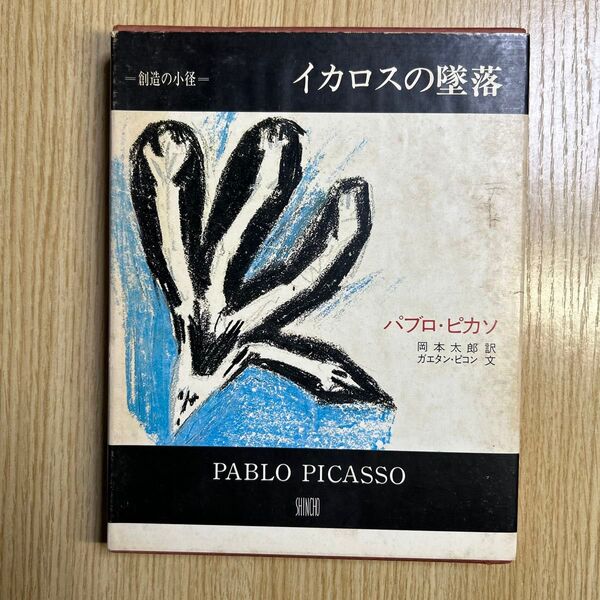 ＝創造の小径＝
イカロスの墜落
パブロ・ピカソ
岡本太郎 訳
ガエタン・ピコン 文
PABLO PICASSO
SHINCHO